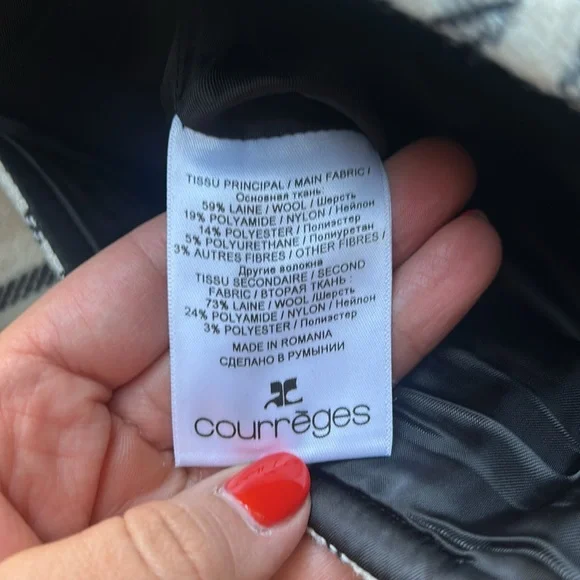 TISSU PRINCIPAL / MAIN FABRIC /
Основная ткань:
59% LAINE / WOOL / Шерсть
19% POLYAMIDE / NYLON / Нейлон
14% POLYESTER / Полиэстер
5% POLYURETHANE / Полиуретан
3% AUTRES FIBRES / OTHER FIBRES /
Другие волокна
TISSU SECONDAIRE / SECOND
FABRIC / ВТОРАЯ ТКАНЬ :
73% LAINE / WOOL /Шерсть
24% POLYAMIDE / NYLON / Нейлон
3% POLYESTER / Полиэстер
MADE IN ROMANIA
СДЕЛАНО В РУМЫНИИ
courrēges